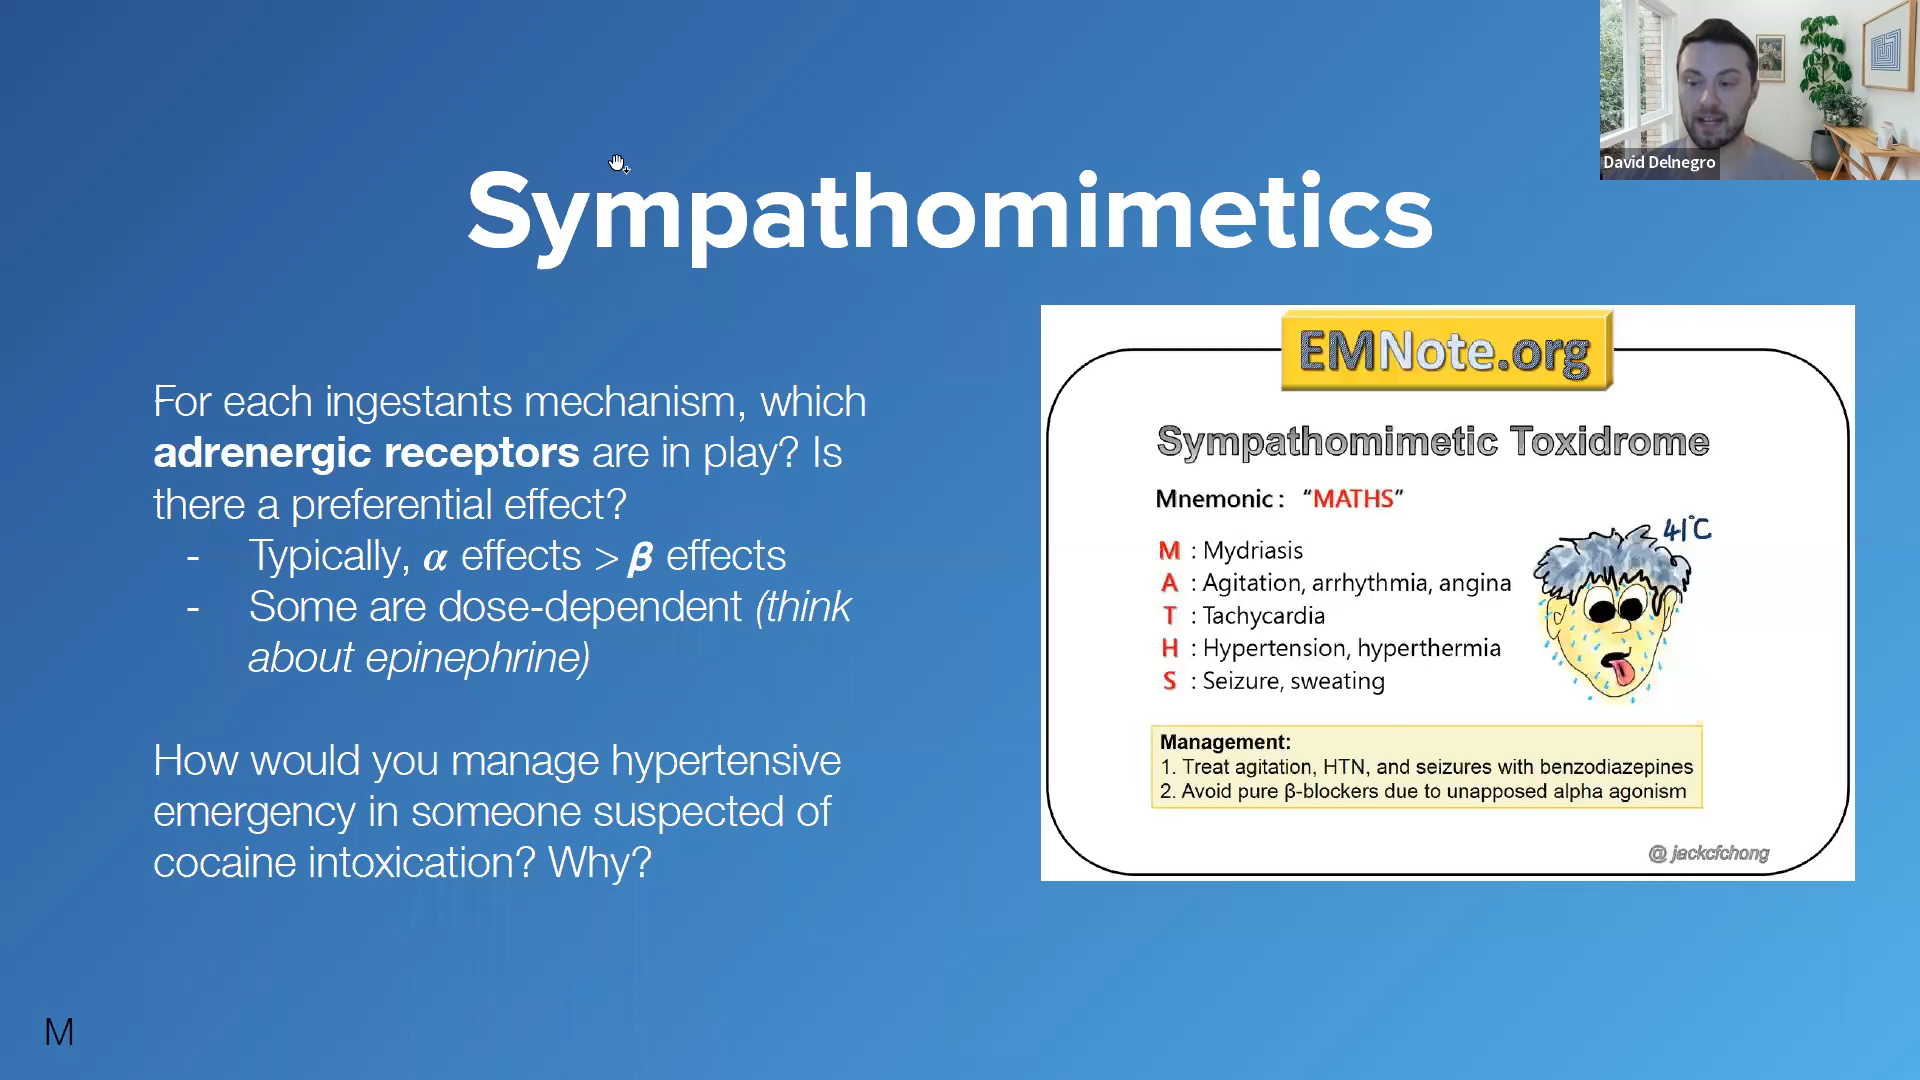 David Delnegro
Sympathomimetics
For each ingestants mechanism, which
adrenergic receptors are in play? Is
there a preferential effect?
- Typically, α effects > β effects
- Some are dose-dependent (think
about epinephrine)
How would you manage hypertensive
emergency in someone suspected of
cocaine intoxication? Why?
EMNote.org
Sympathomimetic Toxidrome
Mnemonic : “MATHS”
41°C
M : Mydriasis
A : Agitation, arrhythmia, angina
T : Tachycardia
H : Hypertension, hyperthermia
S : Seizure, sweating
Management:
1. Treat agitation, HTN, and seizures with benzodiazepines
2. Avoid pure β-blockers due to unapposed alpha agonism
@ jackcfchong
M